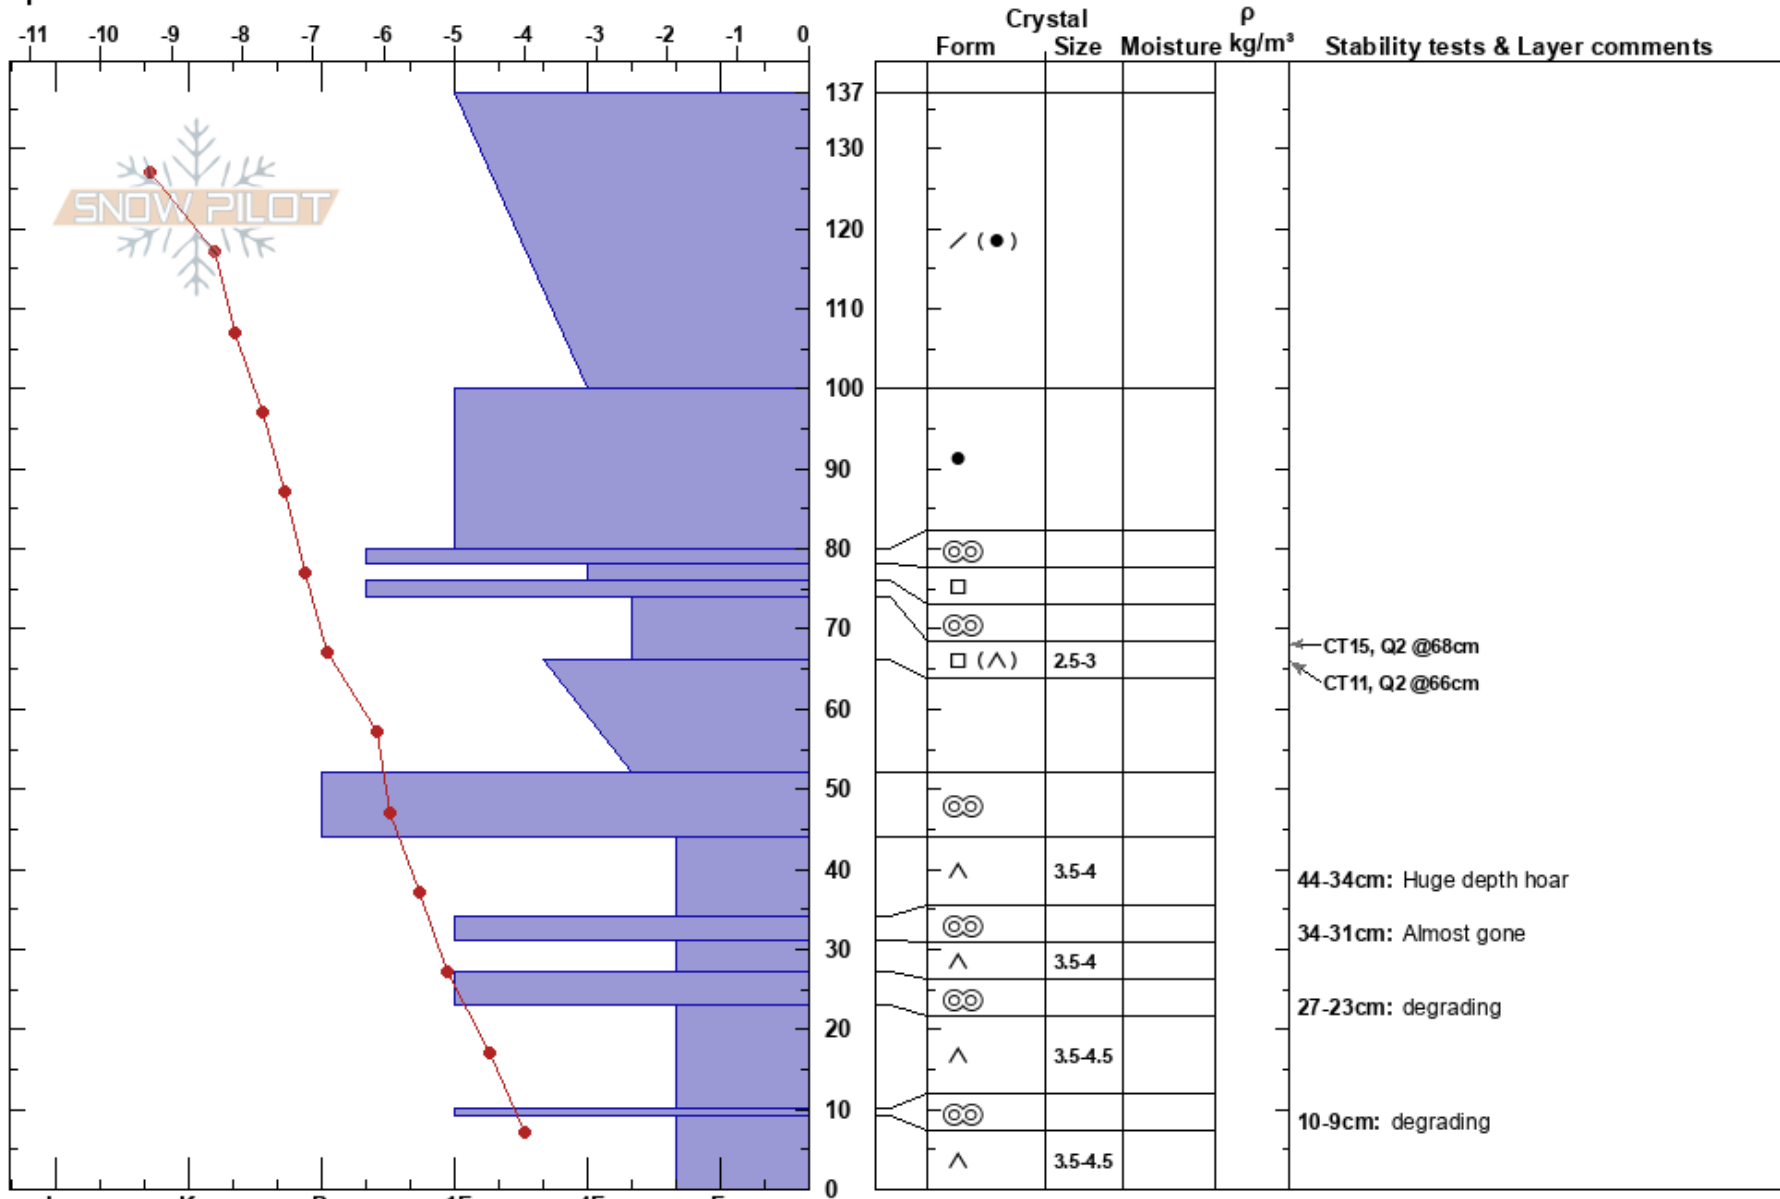 Crystal ρ
-11 -10 -9 -8 -7 -6 -5 -4 -3 -2 -1 0 Form Size Moisture kg/m³ Stability tests & Layer comments
137
130
SNOW PILOT
120
/ (●)
110
100
90
●
80
□
70
CT15, Q2 @68cm
□ (∧) 2.5-3
CT11, Q2 @66cm
60
50
40 ∧ 3.5-4 44-34cm: Huge depth hoar
34-31cm: Almost gone
30 ∧ 3.5-4
27-23cm: degrading
20
∧ 3.5-4.5
10 10-9cm: degrading
∧ 3.5-4.5
0